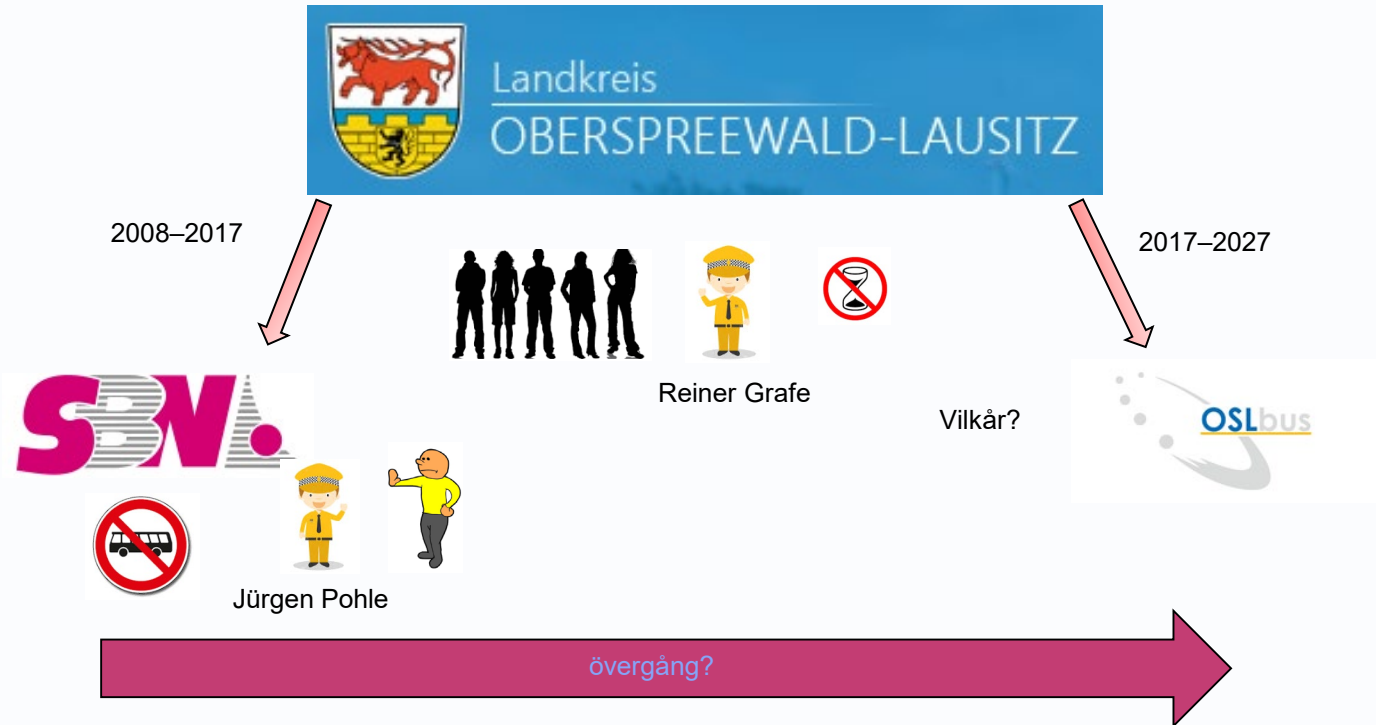 Landkreis
OBERSPREEWALD-LAUSITZ
2008–2017
2017–2027
Reiner Grafe
Vilkår?
SBN
OSLbus
Jürgen Pohle
övergång?